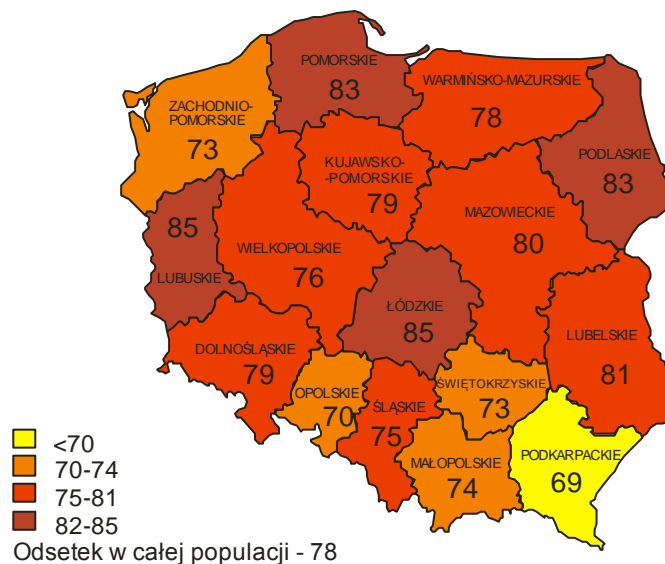 POMORSKIE
83
WARMIŃSKO-MAZURSKIE
78
ZACHODNIO-
POMORSKIE
73
PODLASKIE
83
KUJAWSKO-
-POMORSKIE
79
MAZOWIECKIE
80
85
LUBUSKIE
WIELKOPOLSKIE
76
ŁÓDZKIE
85
LUBELSKIE
81
DOLNOŚLĄSKIE
79
OPOLSKIE
70
ŚLĄSKIE
75
ŚWIĘTOKRZYSKIE
73
MAŁOPOLSKIE
74
PODKARPACKIE
69
<70
70-74
75-81
82-85
Odsetek w całej populacji - 78